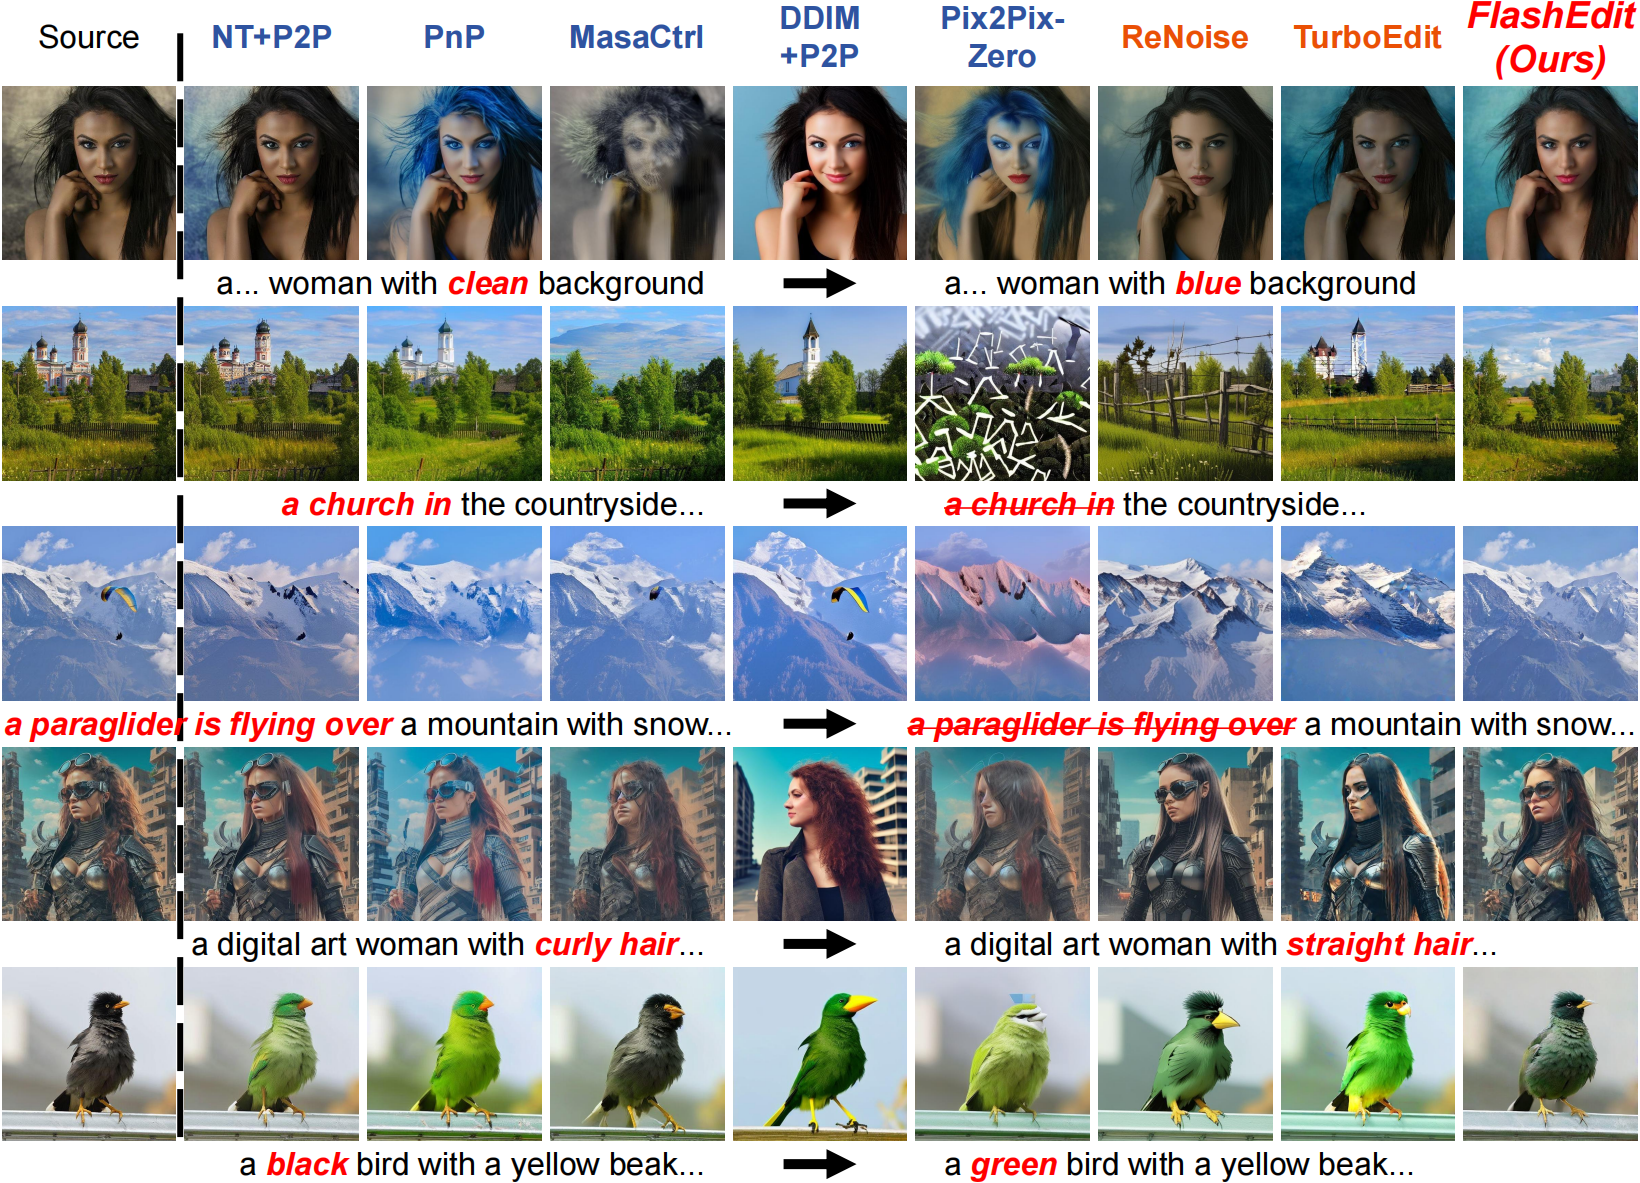 Source NT+P2P PnP MasaCtrl DDIM +P2P Pix2Pix-Zero ReNoise TurboEdit FlashEdit (Ours)
a... woman with clean background → a... woman with blue background
a church in the countryside... → a church in the countryside...
a paraglider is flying over a mountain with snow... → a paraglider is flying over a mountain with snow...
a digital art woman with curly hair... → a digital art woman with straight hair...
a black bird with a yellow beak... → a green bird with a yellow beak...